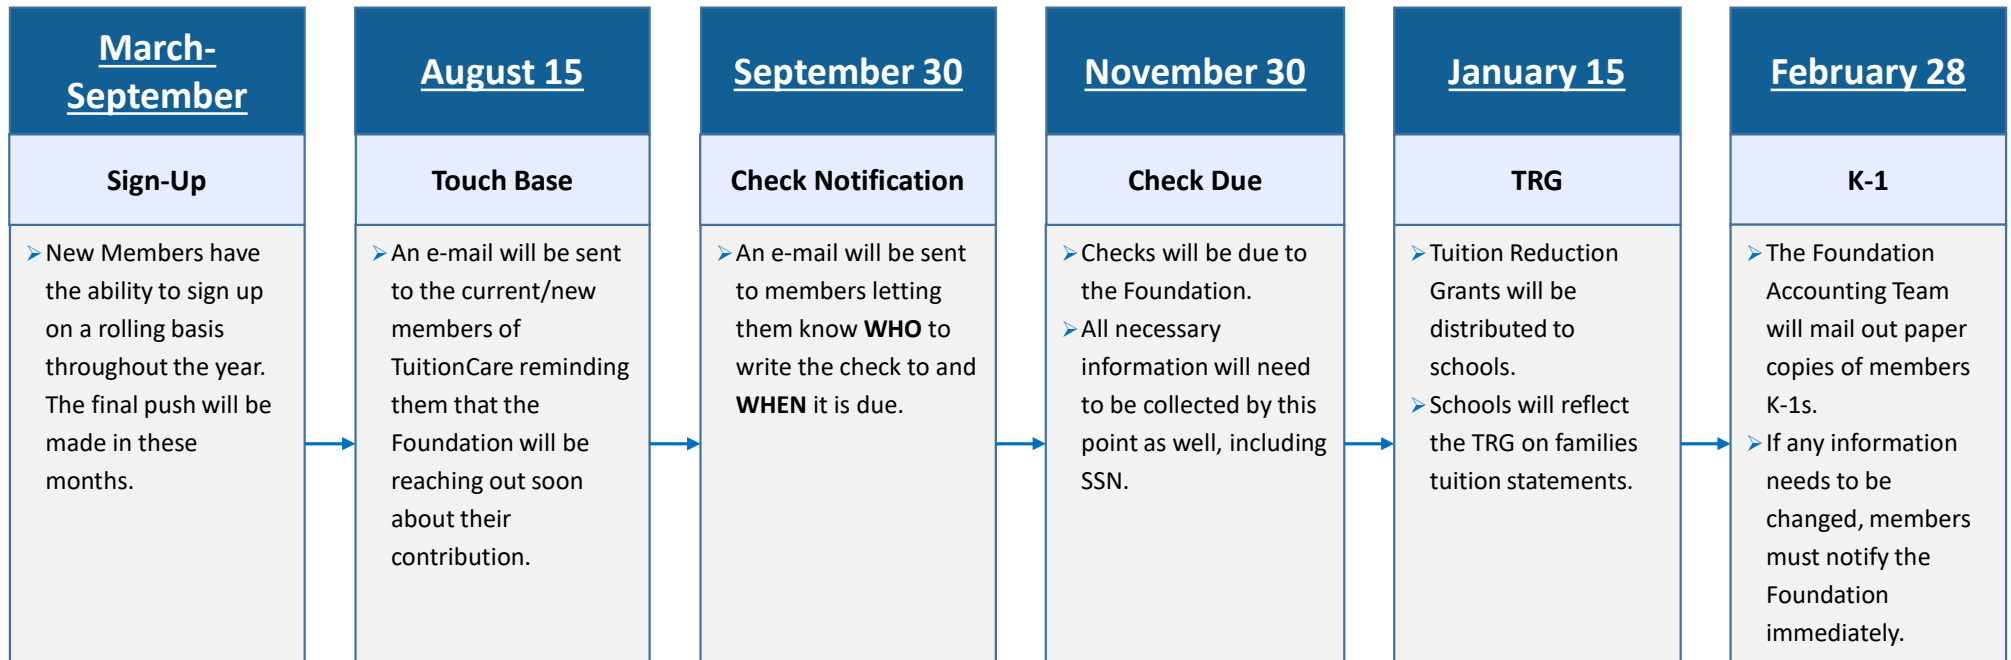 March-
September
Sign-Up
➢New Members have
the ability to sign up
on a rolling basis
throughout the year.
The final push will be
made in these
months.
August 15
Touch Base
➢An e-mail will be sent
to the current/new
members of
TuitionCare reminding
them that the
Foundation will be
reaching out soon
about their
contribution.
September 30
Check Notification
➢An e-mail will be sent
to members letting
them know WHO to
write the check to and
WHEN it is due.
November 30
Check Due
➢Checks will be due to
the Foundation.
➢All necessary
information will need
to be collected by this
point as well, including
SSN.
January 15
TRG
➢Tuition Reduction
Grants will be
distributed to
schools.
➢Schools will reflect
the TRG on families
tuition statements.
February 28
K-1
➢The Foundation
Accounting Team
will mail out paper
copies of members
K-1s.
➢If any information
needs to be
changed, members
must notify the
Foundation
immediately.